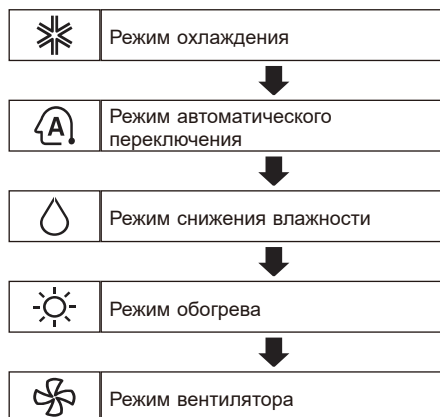 Режим охлаждения
A
Режим автоматического
переключения
Режим снижения влажности
Режим обогрева
Режим вентилятора